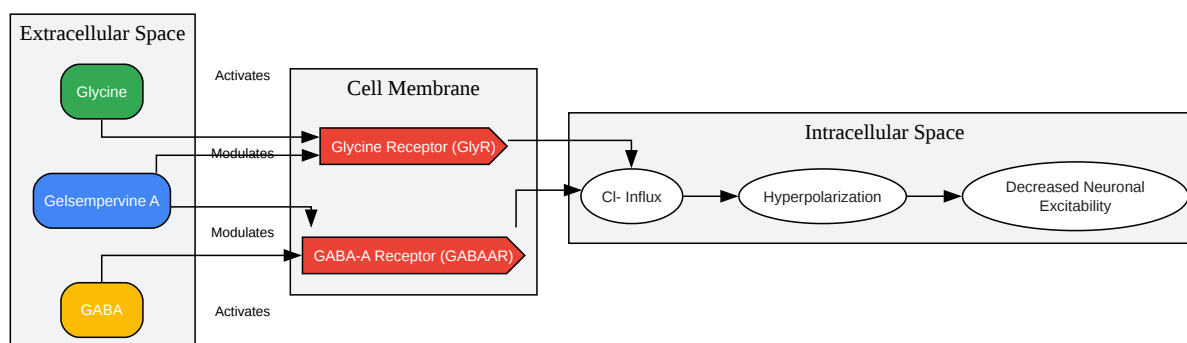 Extracellular Space
Glycine
Gelsempervine A
GABA
Activates
Modulates
Modulates
Activates
Cell Membrane
Glycine Receptor (GlyR)
GABA-A Receptor (GABAAR)
Intracellular Space
Cl- Influx
Hyperpolarization
Decreased Neuronal
Excitability